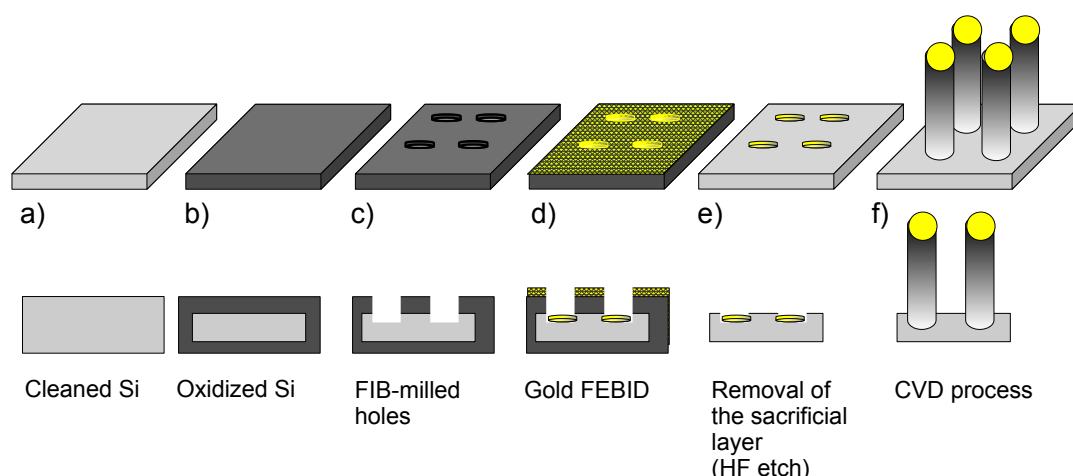 a)
b)
c)
d)
e)
f)
Cleaned Si
Oxidized Si
FIB-milled
holes
Gold FEBID
Removal of
the sacrificial
layer
(HF etch)
CVD process